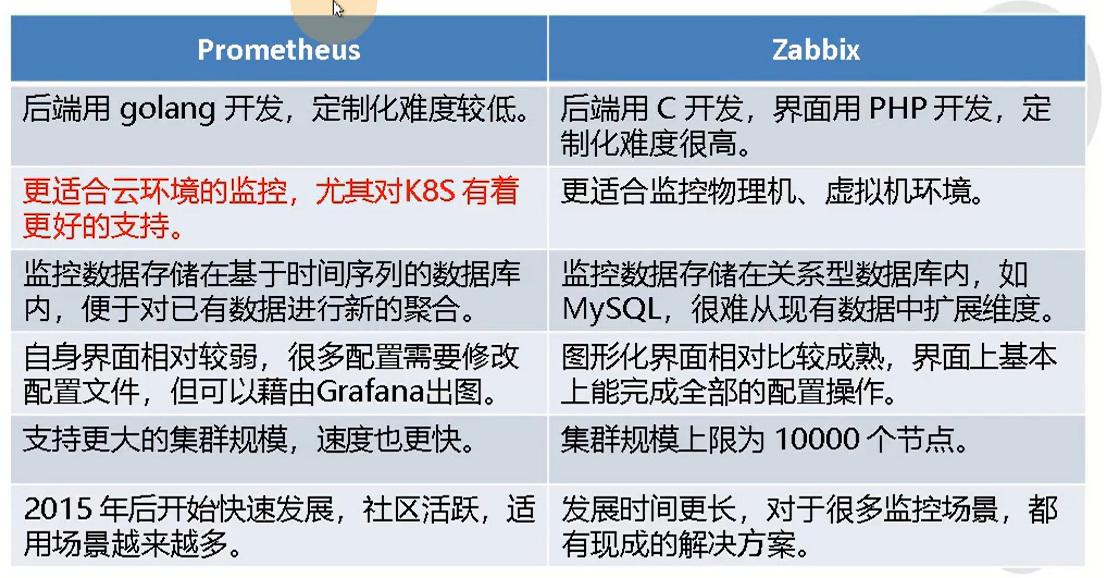 Prometheus
Zabbix
后端用 golang 开发，定制化难度较低。
后端用 C 开发，界面用 PHP 开发，定
制化难度很高。
更适合云环境的监控，尤其对K8S 有着
更好的支持。
更适合监控物理机、虚拟机环境。
监控数据存储在基于时间序列的数据库
内，便于对已有数据进行新的聚合。
监控数据存储在关系型数据库内，如
MySQL，很难从现有数据中扩展维度。
自身界面相对较弱，很多配置需要修改
配置文件，但可以藉由Grafana出图。
图形化界面相对比较成熟，界面上基本
上能完成全部的配置操作。
支持更大的集群规模，速度也更快。
集群规模上限为 10000 个节点。
2015 年后开始快速发展，社区活跃，适
用场景越来越多。
发展时间更长，对于很多监控场景，都
有现成的解决方案。